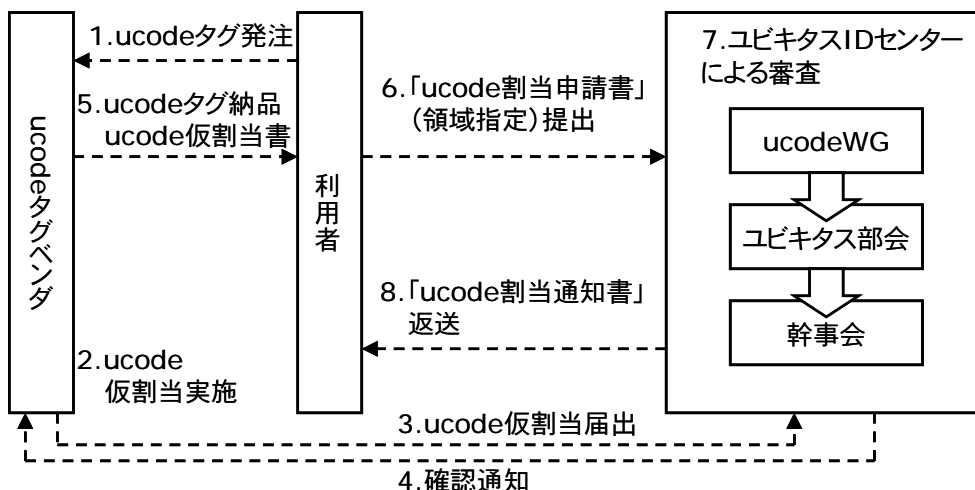 1.ucodeタグ発注
5.ucodeタグ納品
ucode仮割当書
ucodeタグベンダ
2.ucode
仮割当実施
利用者
6.「ucode割当申請書」
（領域指定）提出
8.「ucode割当通知書」
返送
7.ユビキタスIDセンター
による審査
ucodeWG
ユビキタス部会
幹事会
3.ucode仮割当届出
4.確認通知